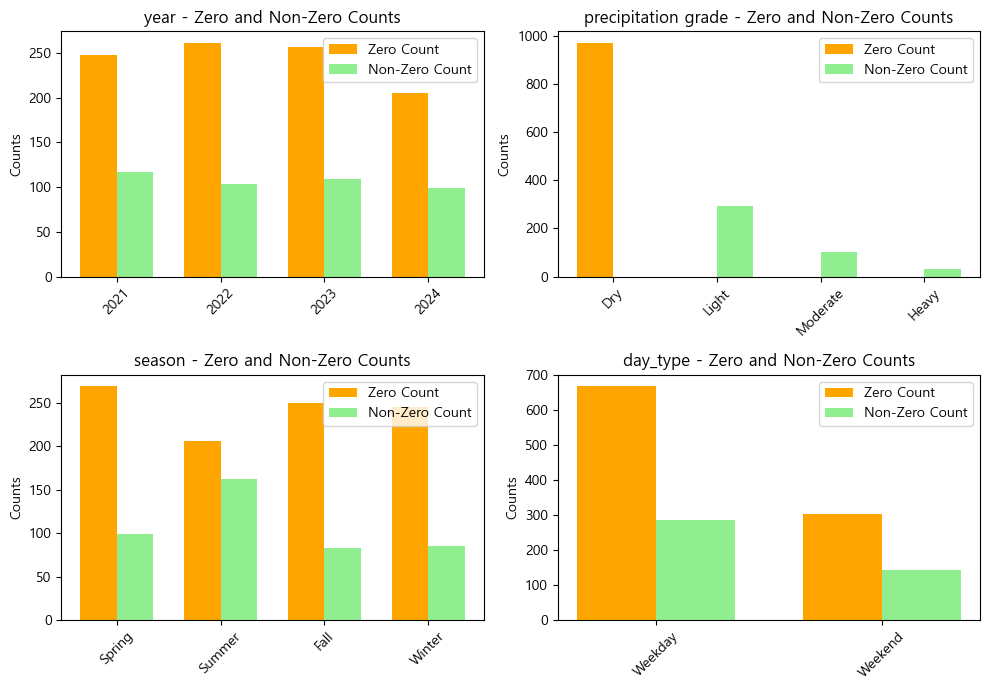 year - Zero and Non-Zero Counts
Counts
250
200
150
100
50
0
Zero Count
Non-Zero Count
2021
2022
2023
2024
precipitation grade - Zero and Non-Zero Counts
Counts
1000
800
600
400
200
0
Zero Count
Non-Zero Count
Dry
Light
Moderate
Heavy
season - Zero and Non-Zero Counts
Counts
250
200
150
100
50
0
Zero Count
Non-Zero Count
Spring
Summer
Fall
Winter
day_type - Zero and Non-Zero Counts
Counts
700
600
500
400
300
200
100
0
Zero Count
Non-Zero Count
Weekday
Weekend